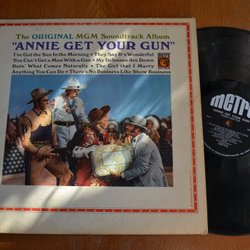 The ORIGINAL MGM Soundtrack Album
"ANNIE GET YOUR GUN"
I've Got the Sun in the Morning • They Say It's Wonderful
You Can't Get a Man With a Gun • My Defenses Are Down
Doin' What Comes Naturally • The Girl that I Marry
Anything You Can Do • There's No Business Like Show Business
METRO